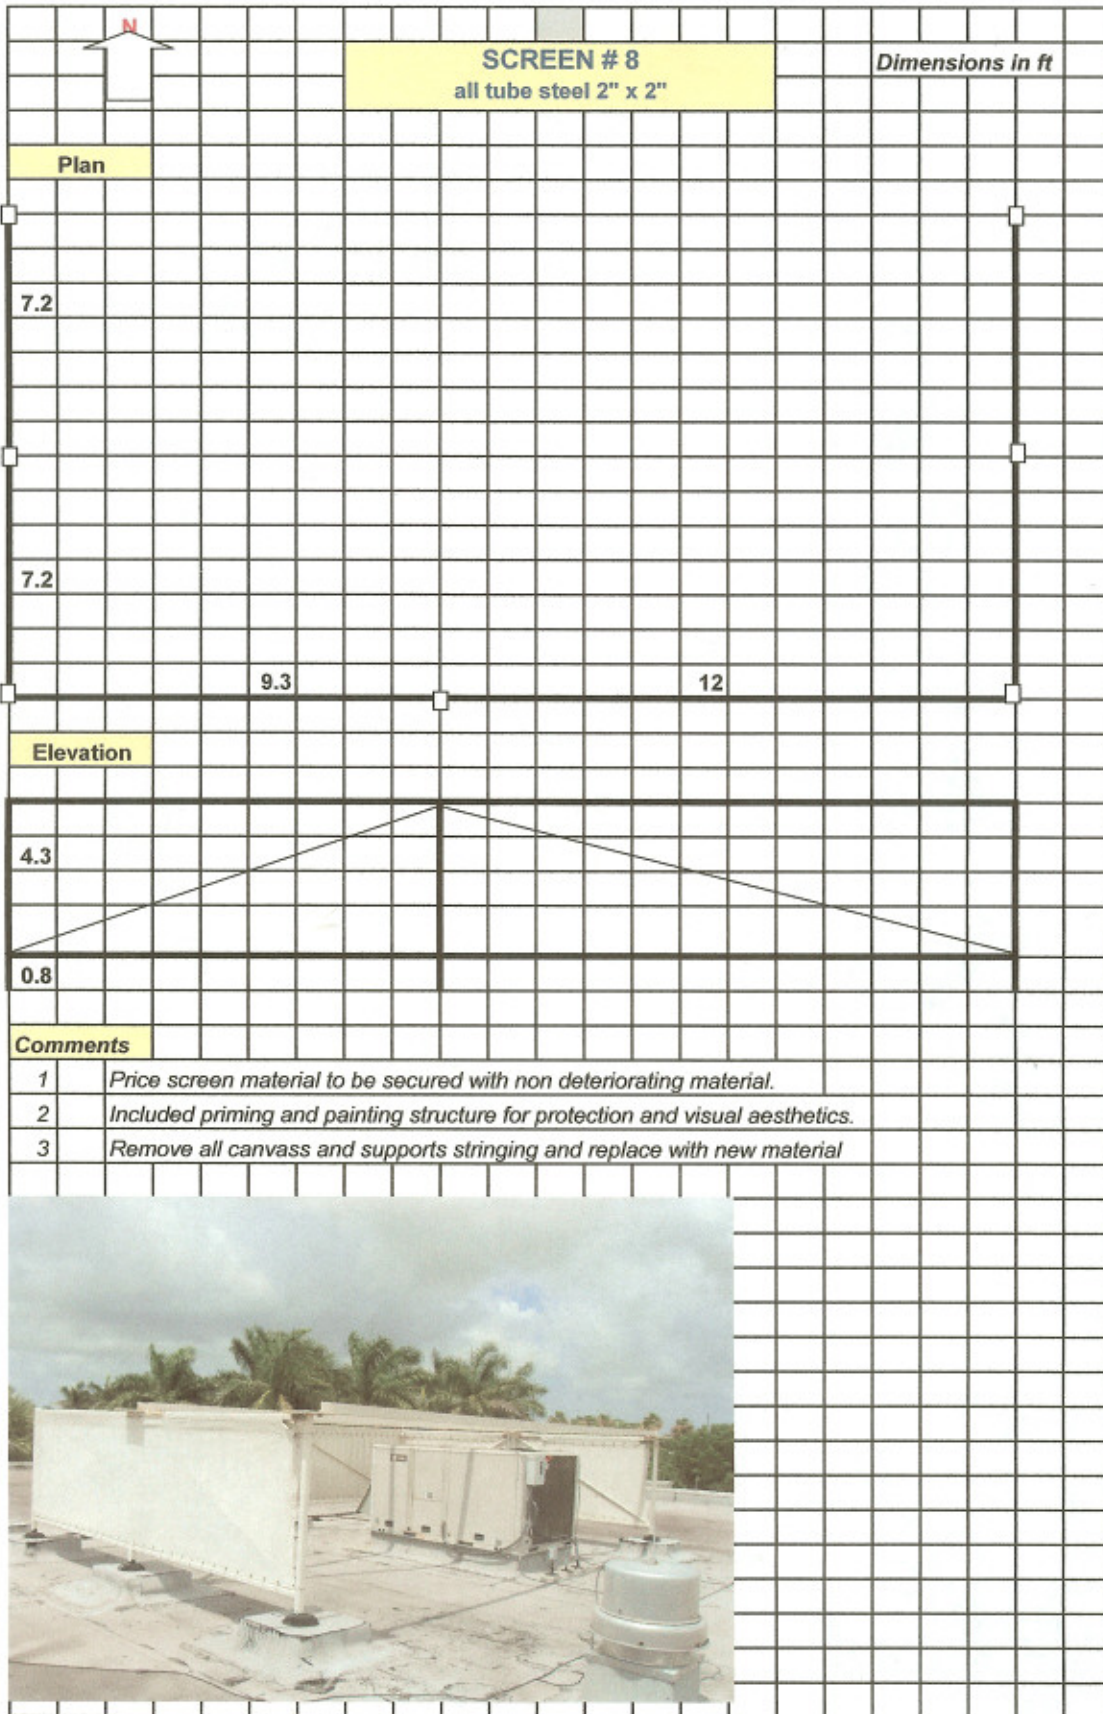 N
SCREEN # 8
all tube steel 2" x 2"
Dimensions in ft
Plan
7.2
7.2
9.3
12
Elevation
4.3
0.8
Comments
1 Price screen material to be secured with non deteriorating material.
2 Included priming and painting structure for protection and visual aesthetics.
3 Remove all canvass and supports stringing and replace with new material